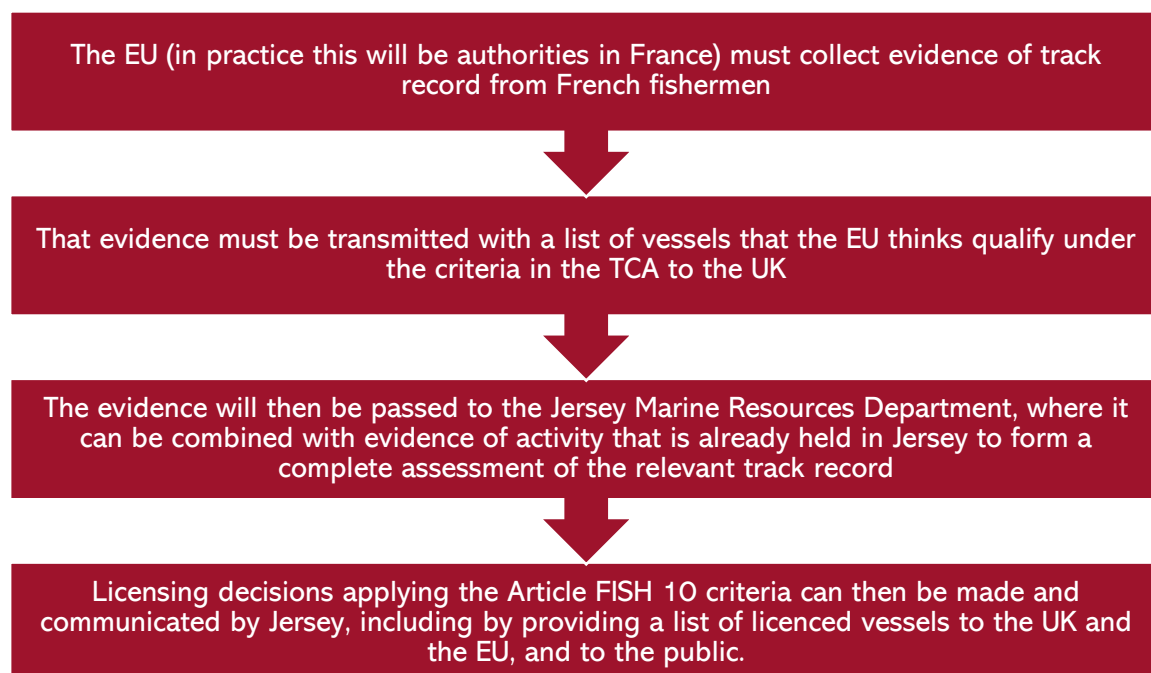 The EU (in practice this will be authorities in France) must collect evidence of track
record from French fishermen
That evidence must be transmitted with a list of vessels that the EU thinks qualify under
the criteria in the TCA to the UK
The evidence will then be passed to the Jersey Marine Resources Department, where it
can be combined with evidence of activity that is already held in Jersey to form a
complete assessment of the relevant track record
Licensing decisions applying the Article FISH 10 criteria can then be made and
communicated by Jersey, including by providing a list of licenced vessels to the UK and
the EU, and to the public.